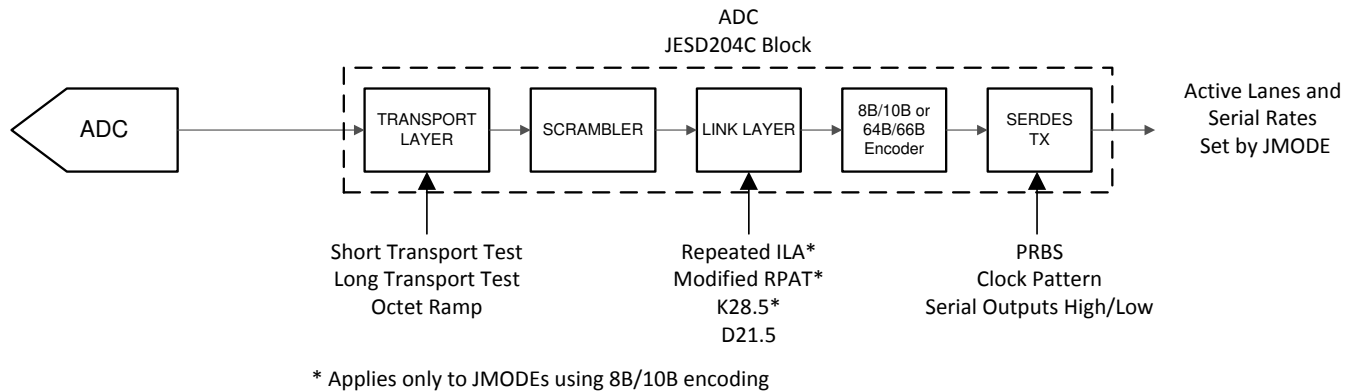 ADC
JESD204C Block
ADC
TRANSPORT
LAYER
SCRAMBLER
LINK LAYER
8B/10B or
64B/66B
Encoder
SERDES
TX
Active Lanes and
Serial Rates
Set by JMODE
Short Transport Test
Long Transport Test
Octet Ramp
Repeated ILA*
Modified RPAT*
K28.5*
D21.5
PRBS
Clock Pattern
Serial Outputs High/Low
* Applies only to JMODEs using 8B/10B encoding